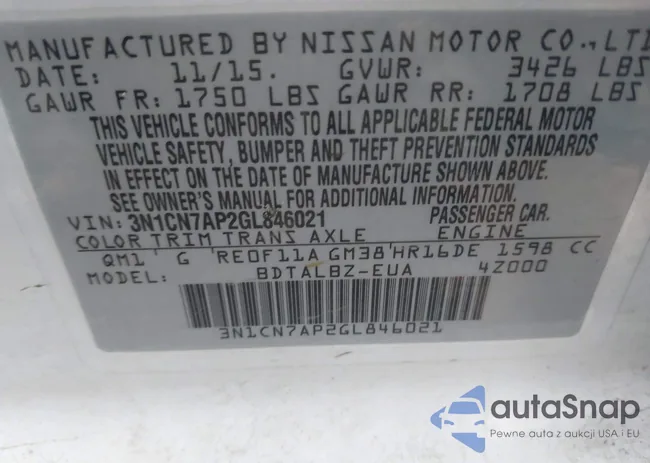 MANUFACTURED BY NISSAN MOTOR CO., LTD
DATE: 11/15. GVWR: 3426 LBS
GAWR FR: 1750 LBS GAWR RR: 1708 LBS
THIS VEHICLE CONFORMS TO ALL APPLICABLE FEDERAL MOTOR
VEHICLE SAFETY, BUMPER AND THEFT PREVENTION STANDARDS
IN EFFECT ON THE DATE OF MANUFACTURE SHOWN ABOVE.
SEE OWNER'S MANUAL FOR ADDITIONAL INFORMATION.
VIN: 3N1CN7AP2GL846021 PASSENGER CAR.
COLOR TRIM TRANS AXLE ENGINE
QM1 G RE0F11A GM38 HR16DE 1598 CC
MODEL: BDTALBZ-EUA 4Z000
3N1CN7AP2GL846021
autoSnap
Pewne auta z aukcji USA i EU